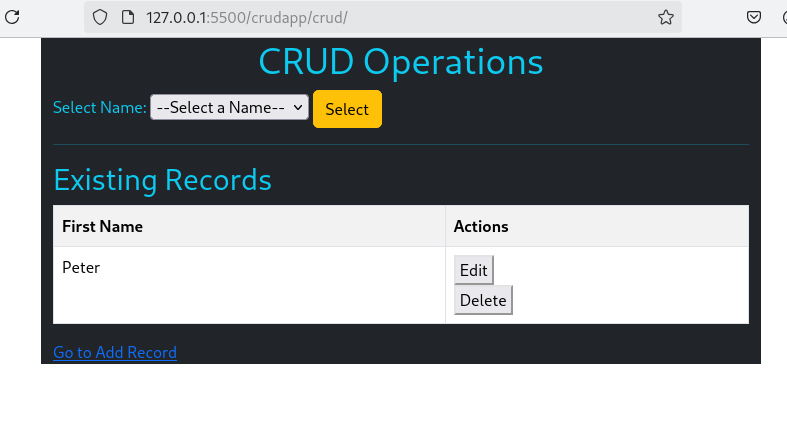 127.0.0.1:5500/crudapp/crud/
CRUD Operations
Select Name: --Select a Name-- Select
Existing Records
First Name Actions
Peter Edit
Delete
Go to Add Record